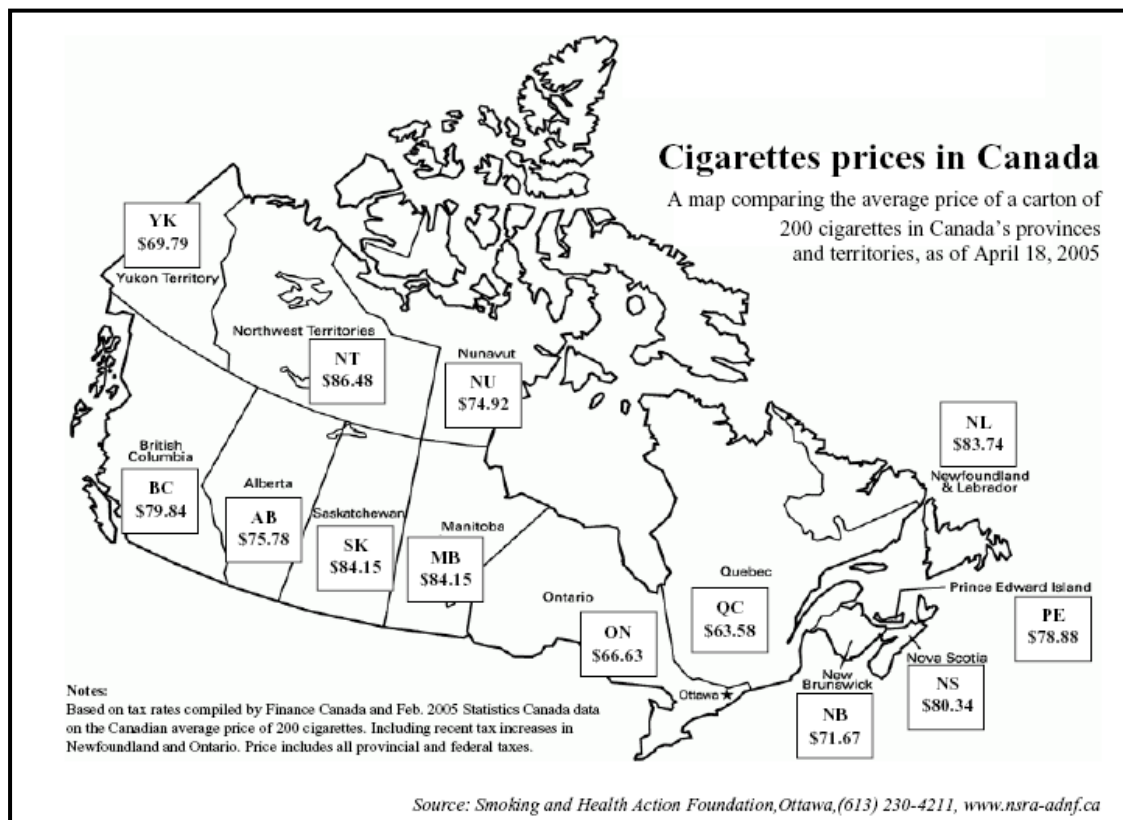 Cigarettes prices in Canada
A map comparing the average price of a carton of
200 cigarettes in Canada's provinces
and territories, as of April 18, 2005
YK
$69.79
Yukon Territory
Northwest Territories
NT
$86.48
Nunavut
NU
$74.92
British
Columbia
BC
$79.84
Alberta
AB
$75.78
Saskatchewan
SK
$84.15
Manitoba
MB
$84.15
Ontario
ON
$66.63
Quebec
QC
$63.58
NL
$83.74
Newfoundland
& Labrador
Prince Edward Island
PE
$78.88
Nova Scotia
NS
$80.34
New
Brunswick
NB
$71.67
Ottawa
Notes:
Based on tax rates compiled by Finance Canada and Feb. 2005 Statistics Canada data
on the Canadian average price of 200 cigarettes. Including recent tax increases in
Newfoundland and Ontario. Price includes all provincial and federal taxes.
Source: Smoking and Health Action Foundation,Ottawa,(613) 230-4211, www.nsra-adnf.ca